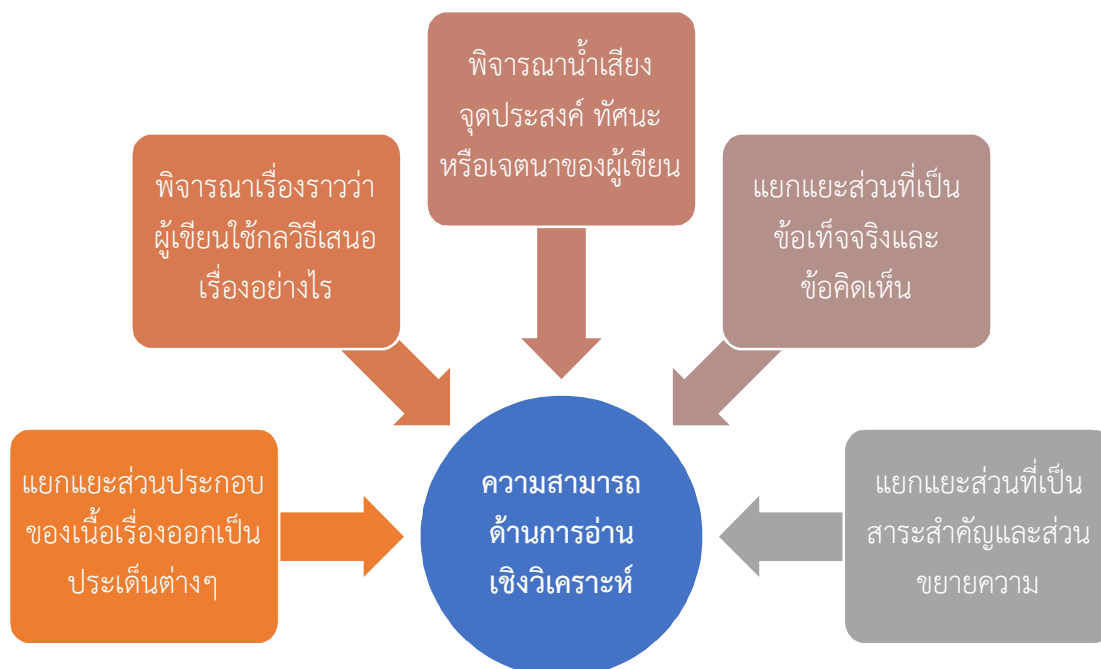 พิจารณาน้ำเสียง
จุดประสงค์ ทัศนะ
หรือเจตนาของผู้เขียน
พิจารณาเรื่องราวว่า
ผู้เขียนใช้กลวิธีเสนอ
เรื่องอย่างไร
แยกแยะส่วนที่เป็น
ข้อเท็จจริงและ
ข้อคิดเห็น
แยกแยะส่วนประกอบ
ของเนื้อเรื่องออกเป็น
ประเด็นต่างๆ
ความสามารถ
ด้านการอ่าน
เชิงวิเคราะห์
แยกแยะส่วนที่เป็น
สาระสำคัญและส่วน
ขยายความ